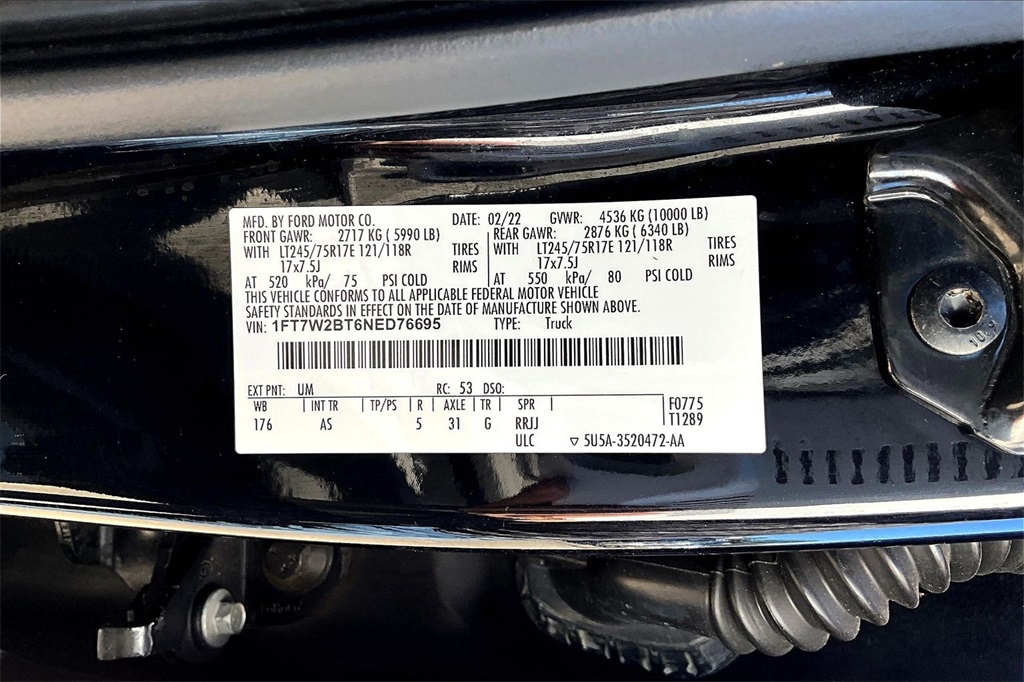 MFD. BY FORD MOTOR CO. DATE: 02/22 GVWR: 4536 KG (10000 LB)
FRONT GAWR: 2717 KG ( 5990 LB) REAR GAWR: 2876 KG ( 6340 LB)
WITH LT245/75R17E 121/118R TIRES WITH LT245/75R17E 121/118R TIRES
17x7.5J RIMS 17x7.5J RIMS
AT 520 kPa/ 75 PSI COLD AT 550 kPa/ 80 PSI COLD
THIS VEHICLE CONFORMS TO ALL APPLICABLE FEDERAL MOTOR VEHICLE
SAFETY STANDARDS IN EFFECT ON THE DATE OF MANUFACTURE SHOWN ABOVE.
VIN: 1FT7W2BT6NED76695 TYPE: Truck
EXT PNT: UM RC: 53 DSO:
WB INT TR TP/PS R AXLE TR SPR F0775
176 AS 5 31 G RRJJ T1289
ULC ▽ 5U5A-3520472-AA
10.9